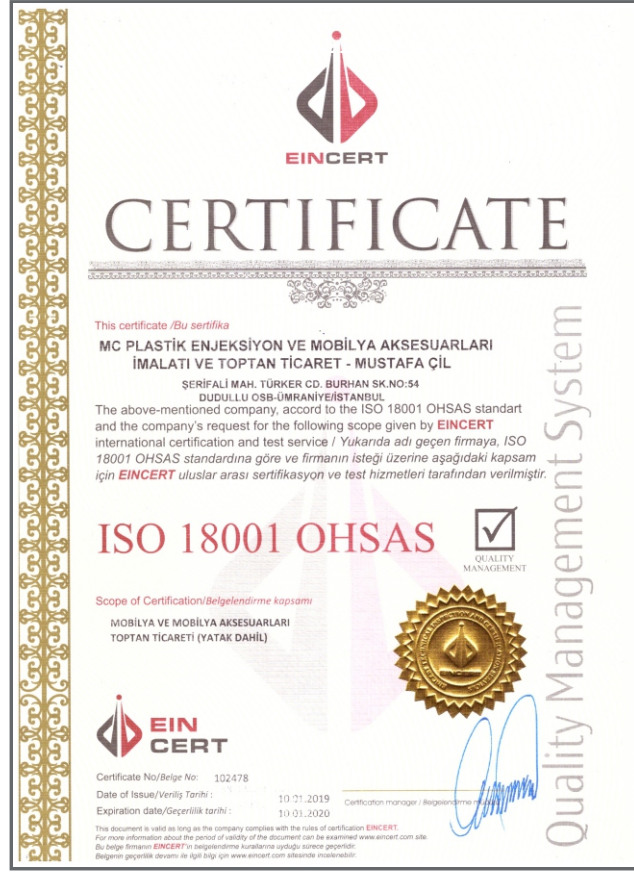 EINCERT
CERTIFICATE
This certificate /Bu sertifika
MC PLASTİK ENJEKSİYON VE MOBİLYA AKSESUARLARI
İMALATI VE TOPTAN TİCARET - MUSTAFA ÇİL
ŞERİFALİ MAH. TÜRKER CD. BURHAN SK.NO:54
DUDULLU OSB-ÜMRANİYE/İSTANBUL
The above-mentioned company, accord to the ISO 18001 OHSAS standart
and the company's request for the following scope given by EINCERT
international certification and test service / Yukarıda adı geçen firmaya, ISO
18001 OHSAS standardına göre ve firmanın isteği üzerine aşağıdaki kapsam
için EINCERT uluslar arası sertifikasyon ve test hizmetleri tarafından verilmiştir.
ISO 18001 OHSAS
QUALITY
MANAGEMENT
Scope of Certification/Belgelendirme kapsamı
MOBİLYA VE MOBİLYA AKSESUARLARI
TOPTAN TİCARETİ (YATAK DAHİL)
Quality Management System
EINCERT
EIN
CERT
Certificate No/Belge No: 102478
Date of Issue/Veriliş Tarihi : 10.01.2019
Expiration date/Geçerlilik tarihi : 10.01.2020
Certification manager / Belgelendirme
This document is valid as long as the company complies with the rules of certification EINCERT.
For more information about the period of validity of the document can be examined www.eincert.com site.
Bu belge firmanın EINCERT'in belgelendirme kurallarına uyduğu sürece geçerlidir.
Belgenin geçerlilik devamı ile ilgili bilgi için www.eincert.com sitesinde incelenebilir.